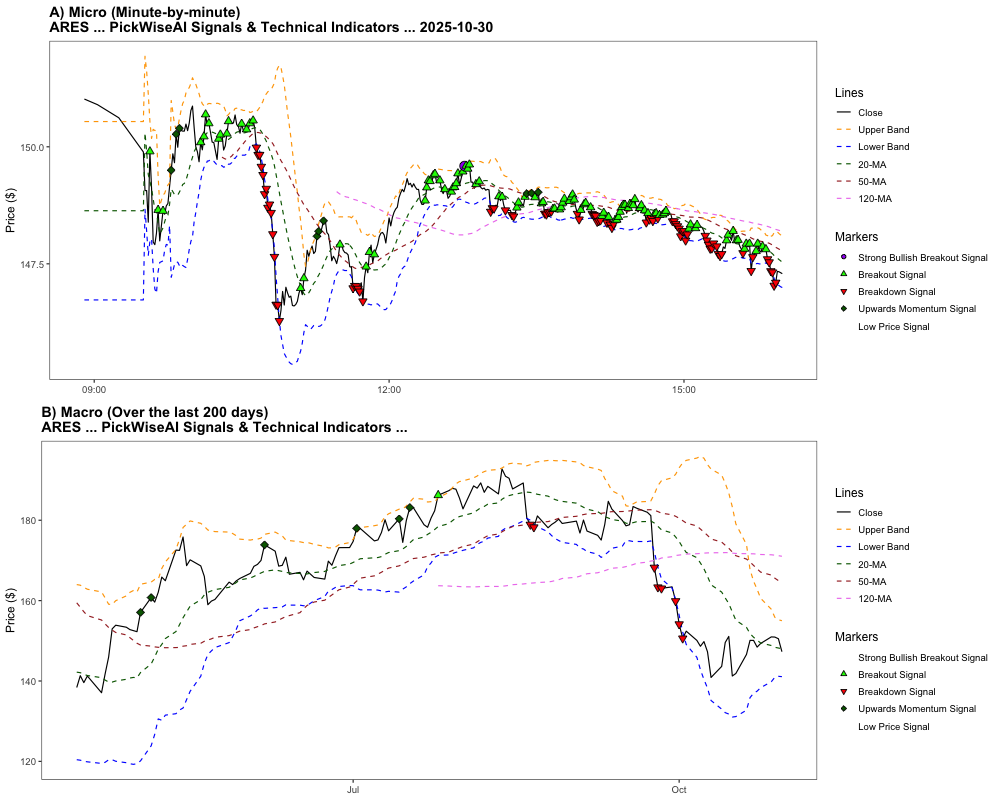 A) Micro (Minute-by-minute)
ARES ... PickWiseAI Signals & Technical Indicators ... 2025-10-30
Price ($)
150.0
147.5
09:00
12:00
15:00
Lines
Close
Upper Band
Lower Band
20-MA
50-MA
120-MA
Markers
Strong Bullish Breakout Signal
Breakout Signal
Breakdown Signal
Upwards Momentum Signal
Low Price Signal
B) Macro (Over the last 200 days)
ARES ... PickWiseAI Signals & Technical Indicators ...
Price ($)
180
160
140
120
Jul
Oct
Lines
Close
Upper Band
Lower Band
20-MA
50-MA
120-MA
Markers
Strong Bullish Breakout Signal
Breakout Signal
Breakdown Signal
Upwards Momentum Signal
Low Price Signal